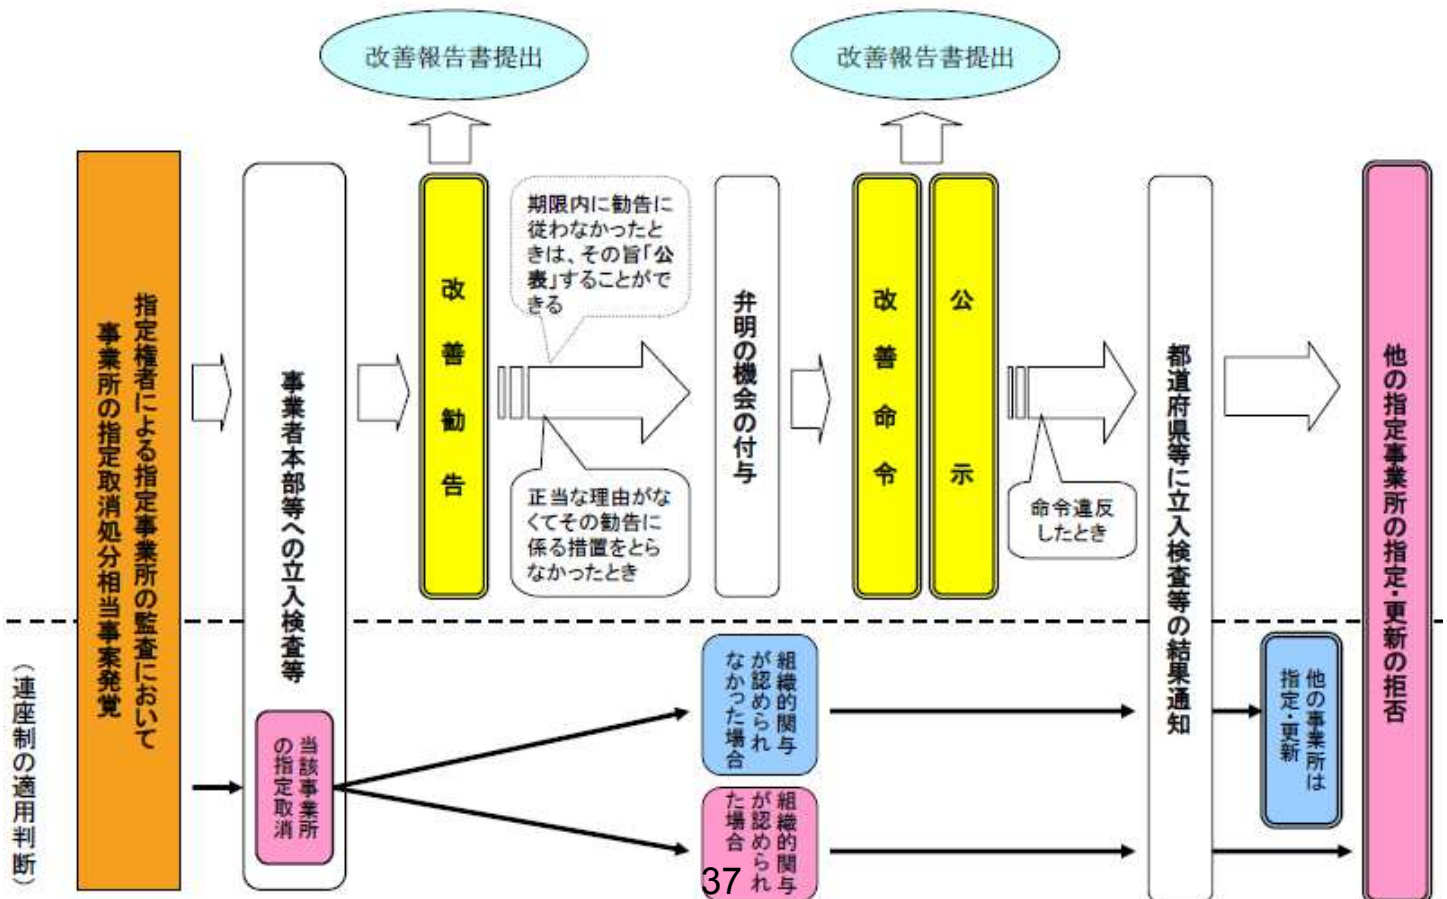 改善報告書提出
改善報告書提出
指定権者による指定事業所の監査において
事業所の指定取消処分相当事案発覚
事業者本部等への立入検査等
改善勧告
期限内に勧告に
従わなかったと
きは、その旨「公
表」することがで
きる
正当な理由がな
くてその勧告に
係る措置をとら
なかったとき
弁明の機会の付与
改善命令
公示
命令違反
したとき
都道府県等に立入検査等の結果通知
他の指定事業所の指定・更新の拒否
（連座制の適用判断）
当該事業所
の指定取消
組織的関与
が認められ
なかった場合
組織的関与
が認められ
た場合
他の事業所は
指定・更新
37